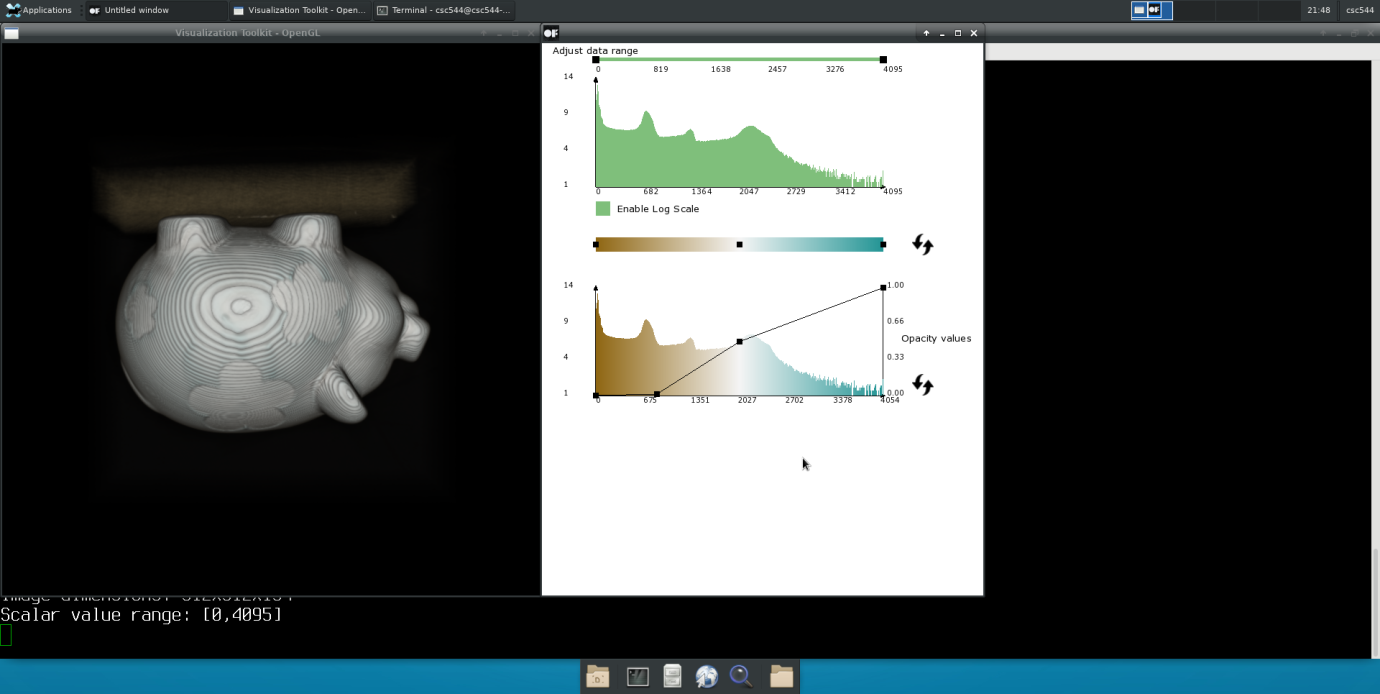 Applications
Untitled window
Visualization Toolkit - Open...
Terminal - csc544@csc544-...
21:48
csc544
Visualization Toolkit - OpenGL
Adjust data range
0 819 1638 2457 3276 4095
14
9
4
1
0 682 1364 2047 2729 3412 4095
Enable Log Scale
14 1.00
9 0.66
Opacity values
4 0.33
1 0.00
0 675 1351 2027 2702 3378 4054
Image dimensions: 512x512x134
Scalar value range: [0,4095]